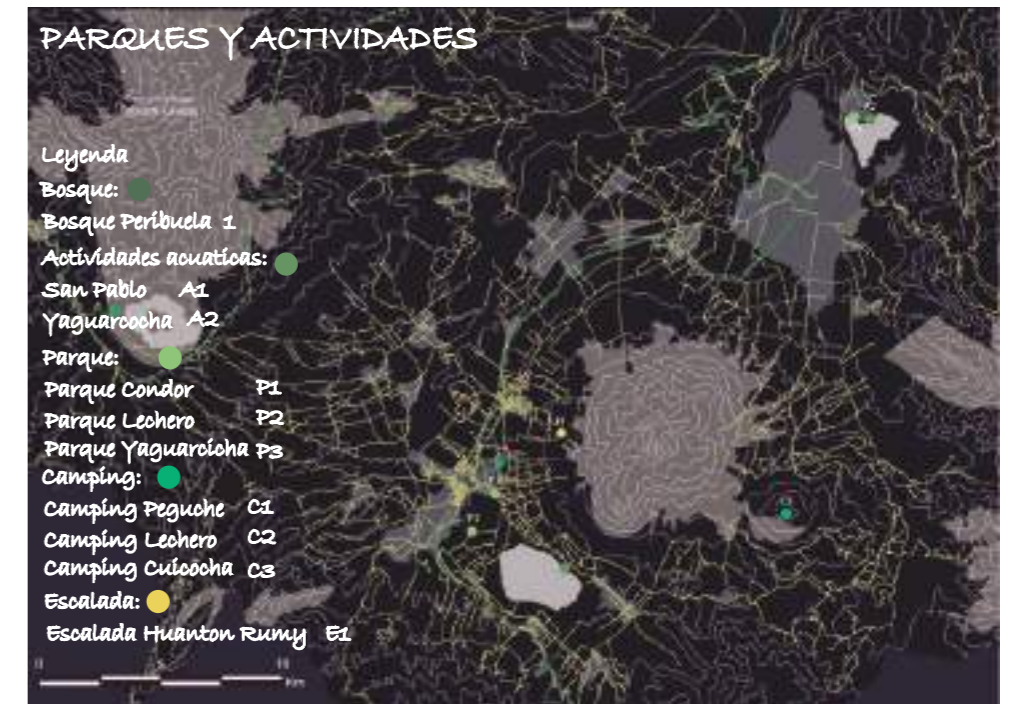 PARQUES Y ACTIVIDADES
Leyenda
Bosque:
Bosque Peribuela 1
Actividades acuaticas:
San Pablo A1
Yaguarcocha A2
Parque:
Parque Condor P1
Parque Lechero P2
Parque Yaguarcicha P3
Camping:
Camping Peguche C1
Camping Lechero C2
Camping Cuicocha C3
Escalada:
Escalada Huanton Rumy E1
Km